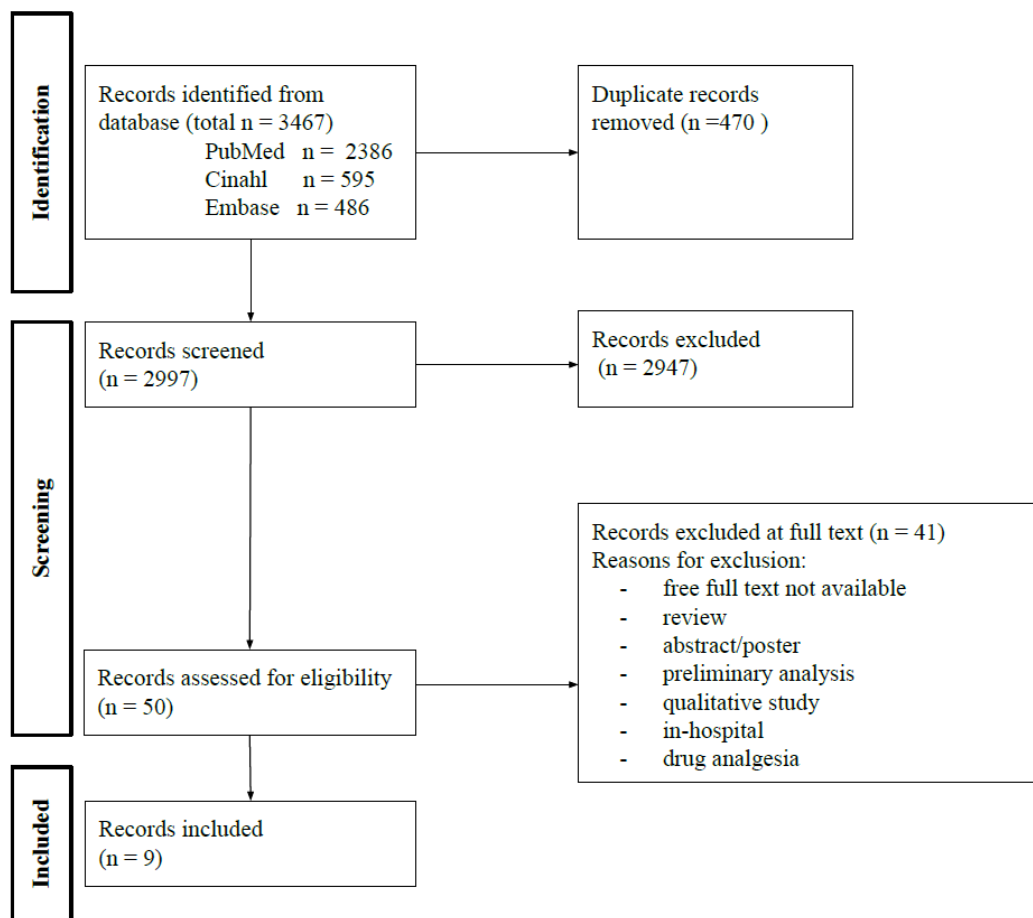 Identification
Records identified from
database (total n = 3467)
PubMed n = 2386
Cinahl n = 595
Embase n = 486
Duplicate records
removed (n =470 )
Screening
Records screened
(n = 2997)
Records excluded
(n = 2947)
Records assessed for eligibility
(n = 50)
Records excluded at full text (n = 41)
Reasons for exclusion:
- free full text not available
- review
- abstract/poster
- preliminary analysis
- qualitative study
- in-hospital
- drug analgesia
Included
Records included
(n = 9)